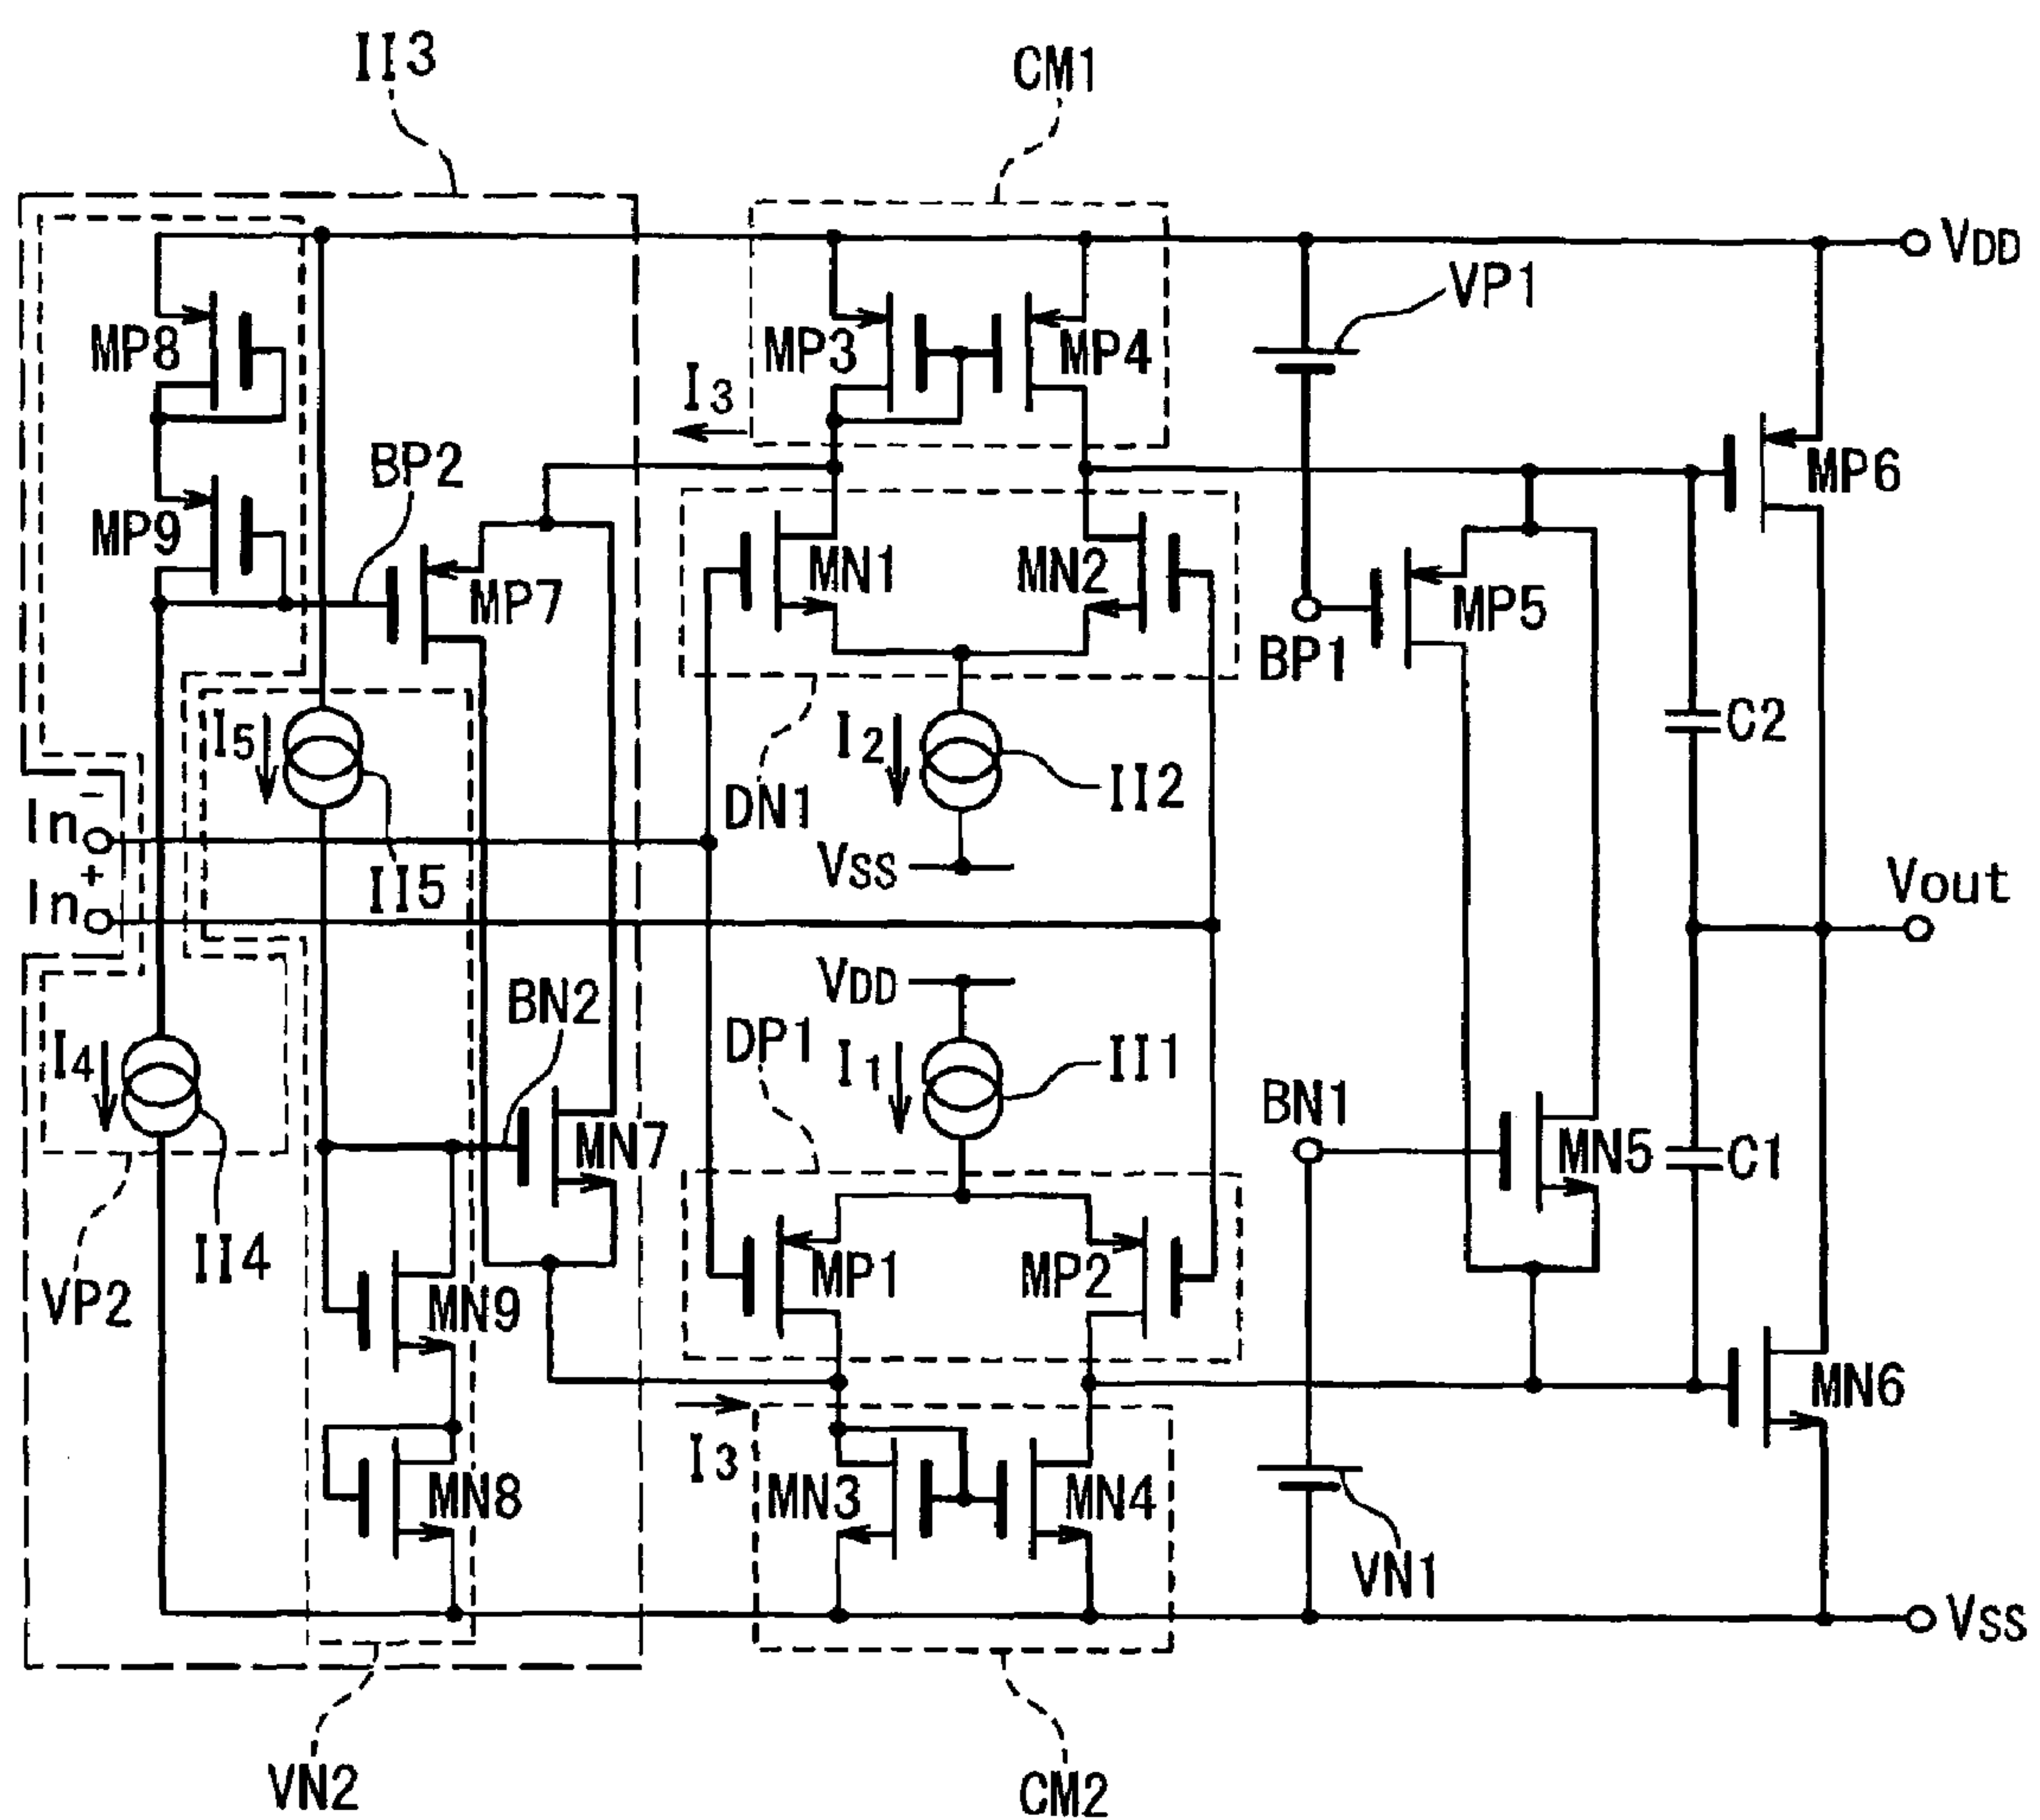 II3
CM1
VDD
VP1
MP8
MP3
MP4
I3
BP2
MP6
MP9
MN1
MN2
MP7
MP5
BP1
I5
I2
II2
C2
DN1
In-
II5
VSS
In+
Vout
VDD
BN2
DP1
I4
I1
II1
BN1
MN7
MN5
C1
II4
VP2
MP1
MP2
MN9
MN6
I3
MN8
MN3
MN4
VN1
VSS
VN2
CM2